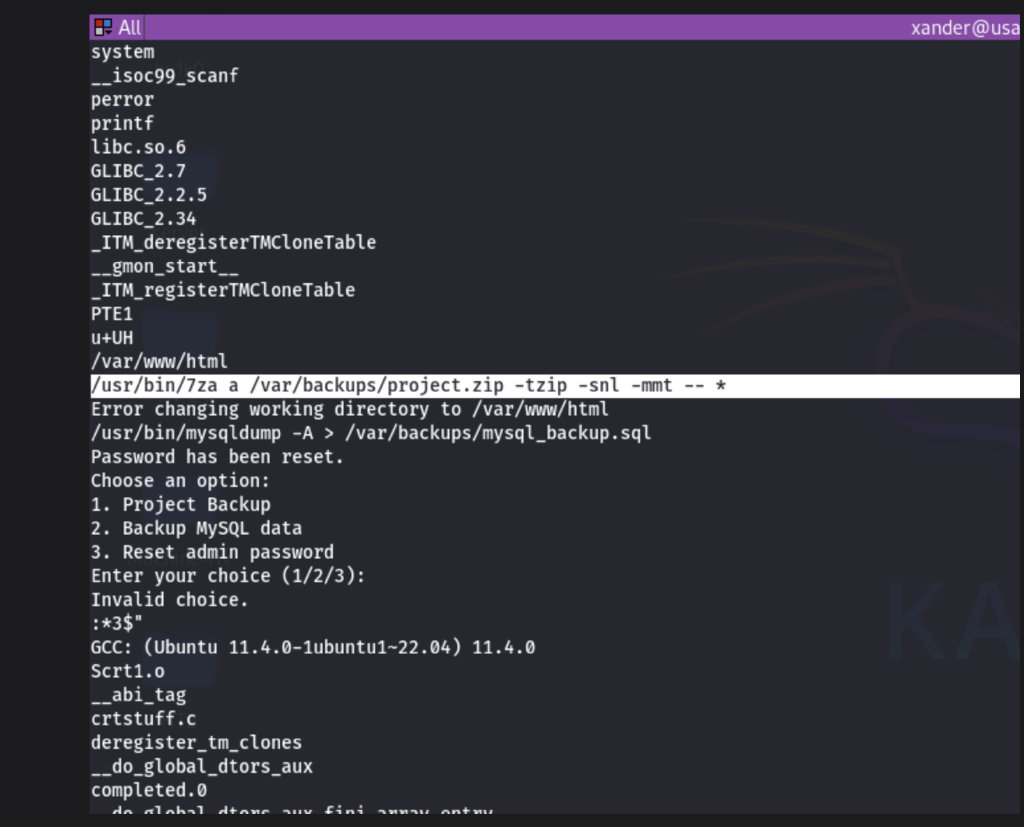 All
xander@usa
system
__isoc99_scanf
perror
printf
libc.so.6
GLIBC_2.7
GLIBC_2.2.5
GLIBC_2.34
_ITM_deregisterTMCloneTable
__gmon_start__
_ITM_registerTMCloneTable
PTE1
u+UH
/var/www/html
/usr/bin/7za a /var/backups/project.zip -tzip -snl -mmt -- *
Error changing working directory to /var/www/html
/usr/bin/mysqldump -A > /var/backups/mysql_backup.sql
Password has been reset.
Choose an option:
1. Project Backup
2. Backup MySQL data
3. Reset admin password
Enter your choice (1/2/3):
Invalid choice.
:*3$"
GCC: (Ubuntu 11.4.0-1ubuntu1~22.04) 11.4.0
Scrt1.o
__abi_tag
crtstuff.c
deregister_tm_clones
__do_global_dtors_aux
completed.0
__do_global_dtors_aux_fini_array_entry
KA